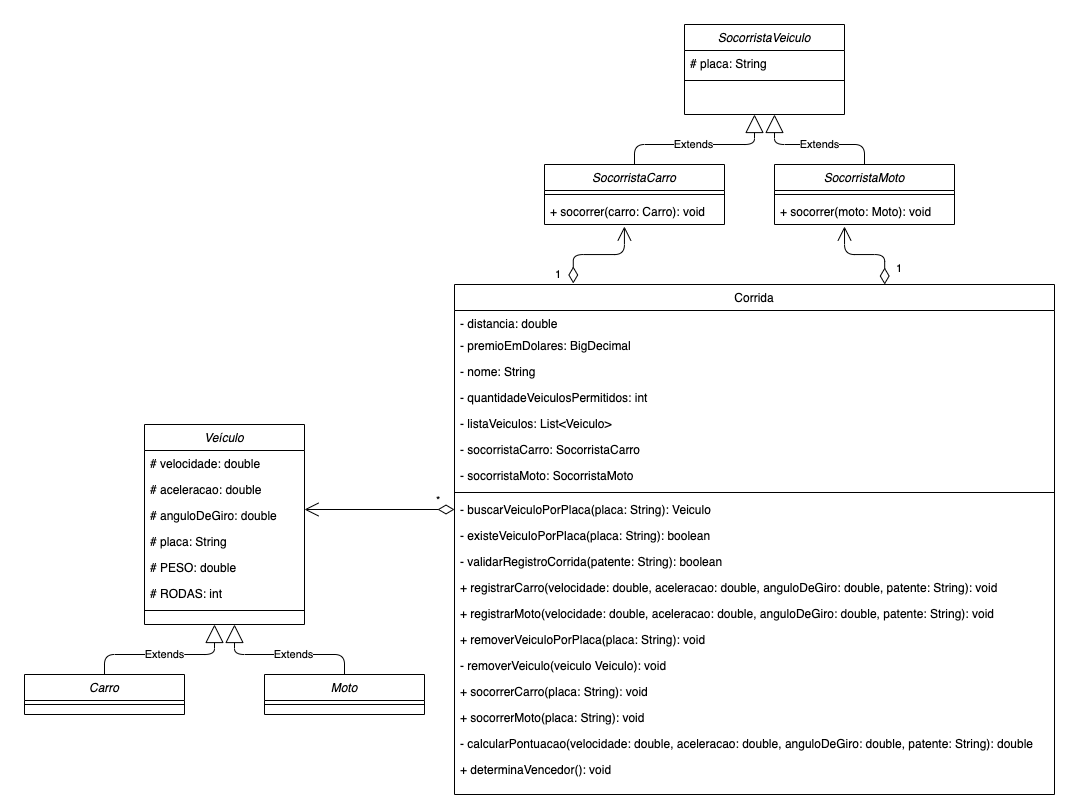 SocorristaVeiculo
# placa: String
Extends
Extends
SocorristaCarro
+ socorrer(carro: Carro): void
SocorristaMoto
+ socorrer(moto: Moto): void
1
1
Corrida
- distancia: double
- premioEmDolares: BigDecimal
- nome: String
- quantidadeVeiculosPermitidos: int
- listaVeiculos: List<Veiculo>
- socorristaCarro: SocorristaCarro
- socorristaMoto: SocorristaMoto
- buscarVeiculoPorPlaca(placa: String): Veiculo
- existeVeiculoPorPlaca(placa: String): boolean
- validarRegistroCorrida(patente: String): boolean
+ registrarCarro(velocidade: double, aceleracao: double, anguloDeGiro: double, patente: String): void
+ registrarMoto(velocidade: double, aceleracao: double, anguloDeGiro: double, patente: String): void
+ removerVeiculoPorPlaca(placa: String): void
- removerVeiculo(veiculo Veiculo): void
+ socorrerCarro(placa: String): void
+ socorrerMoto(placa: String): void
- calcularPontuacao(velocidade: double, aceleracao: double, anguloDeGiro: double, patente: String): double
+ determinaVencedor(): void
*
Veículo
# velocidade: double
# aceleracao: double
# anguloDeGiro: double
# placa: String
# PESO: double
# RODAS: int
Extends
Extends
Carro
Moto